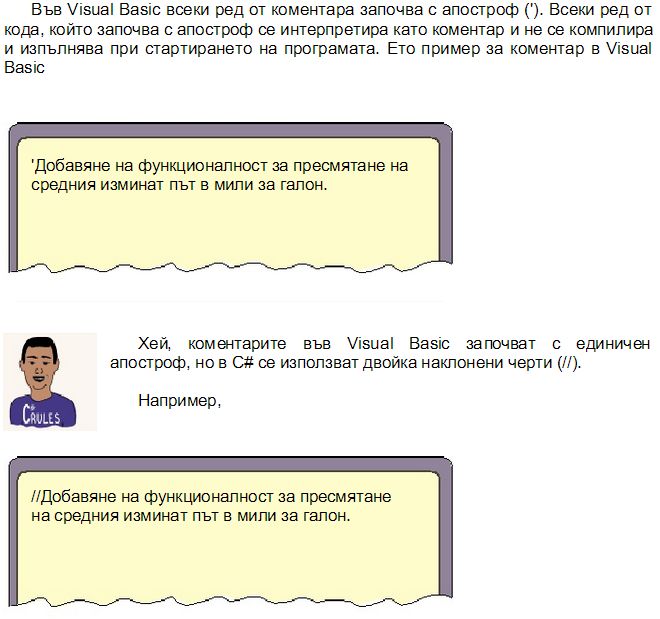 Във Visual Basic всеки ред от коментара започва с апостроф ('). Всеки ред от
кода, който започва с апостроф се интерпретира като коментар и не се компилира
и изпълнява при стартирането на програмата. Ето пример за коментар в Visual
Basic
'Добавяне на функционалност за пресмятане на
средния изминат път в мили за галон.
Хей, коментарите във Visual Basic започват с единичен
апостроф, но в C# се използват двойка наклонени черти (//).
Например,
C#
RULES
//Добавяне на функционалност за пресмятане
на средния изминат път в мили за галон.